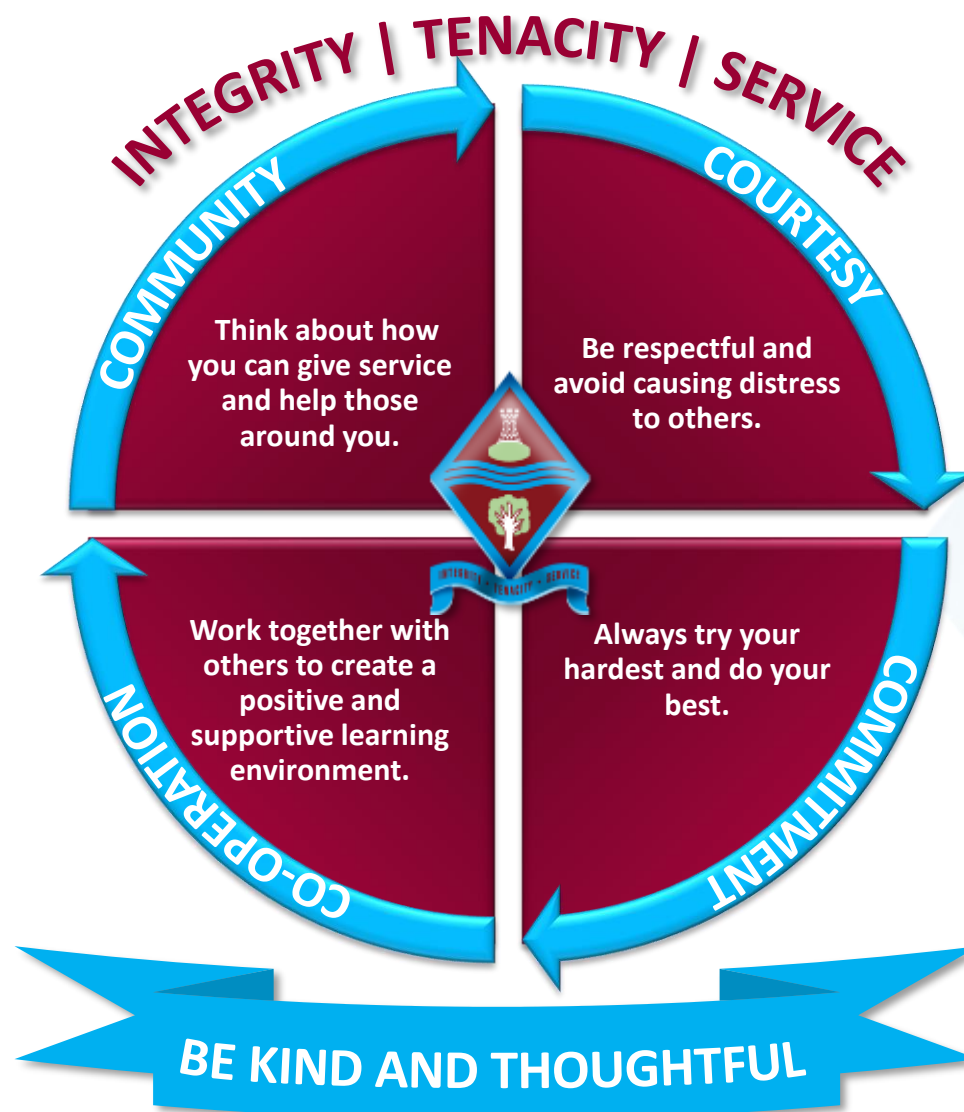 INTEGRITY | TENACITY | SERVICE
COMMUNITY
Think about how
you can give service
and help those
around you.
COURTESY
Be respectful and
avoid causing distress
to others.
INTEGRITY • TENACITY • SERVICE
CO-OPERATION
Work together with
others to create a
positive and
supportive learning
environment.
COMMITMENT
Always try your
hardest and do your
best.
BE KIND AND THOUGHTFUL